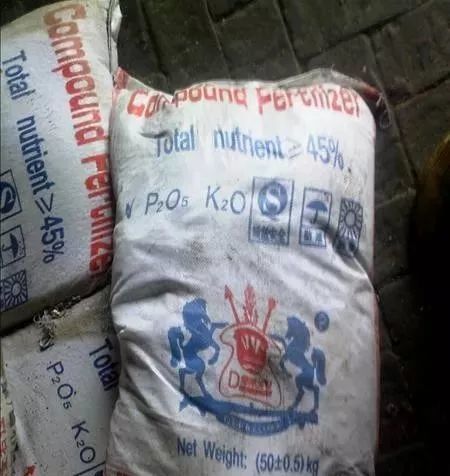 Compound Fertilizer
Total nutrient≥45%
Compound Fertilizer
Total nutrient≥45%
N P₂O₅ K₂O
Total
P₂O₅
K₂O
Net Weight: (50±0.5) kg